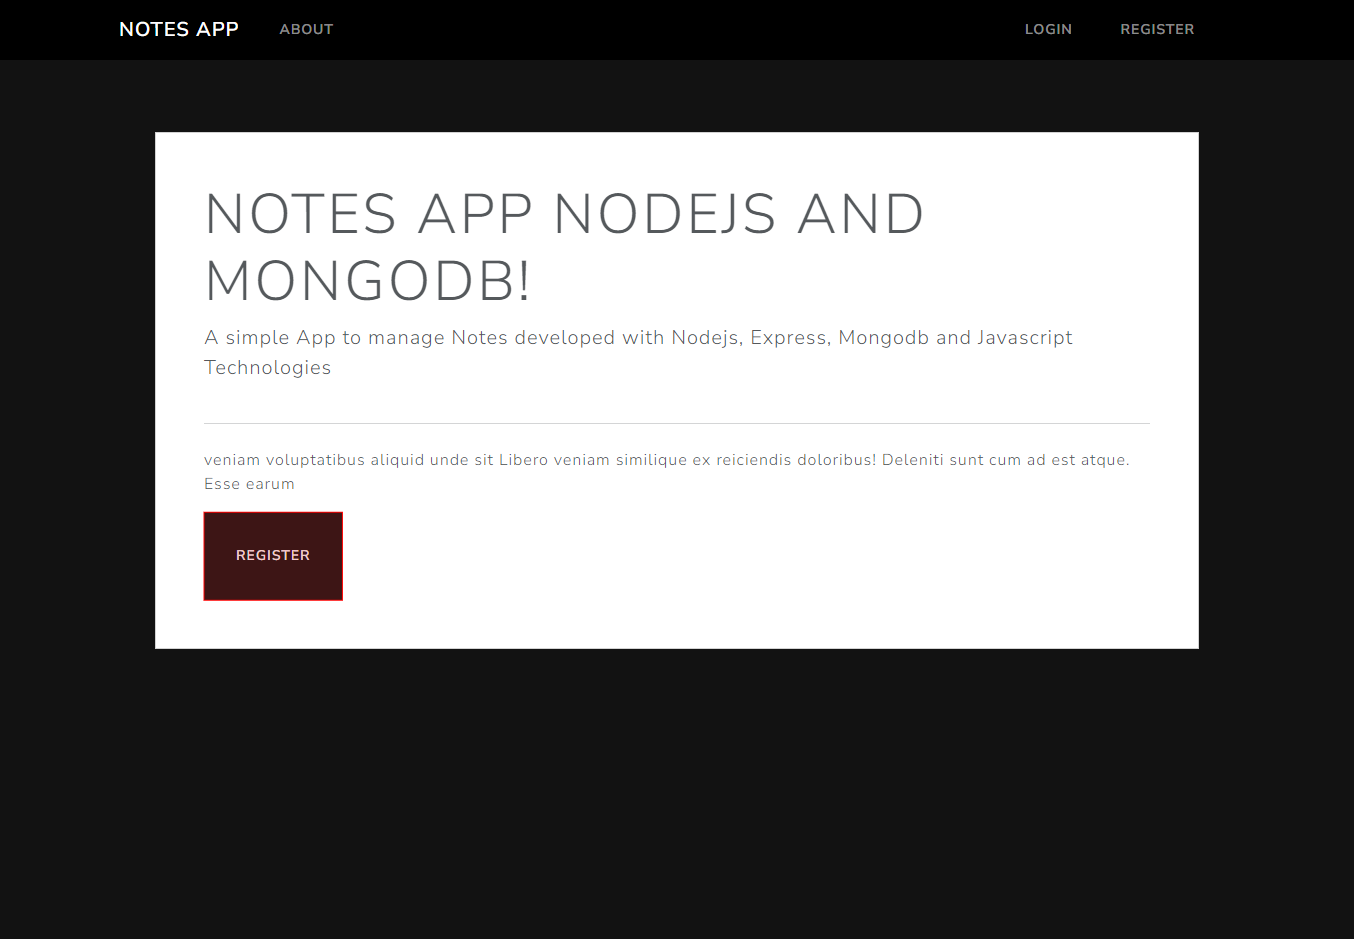 NOTES APP ABOUT LOGIN REGISTER
NOTES APP NODEJS AND
MONGODB!
A simple App to manage Notes developed with Nodejs, Express, Mongodb and Javascript
Technologies
veniam voluptatibus aliquid unde sit Libero veniam similique ex reiciendis doloribus! Deleniti sunt cum ad est atque.
Esse earum
REGISTER